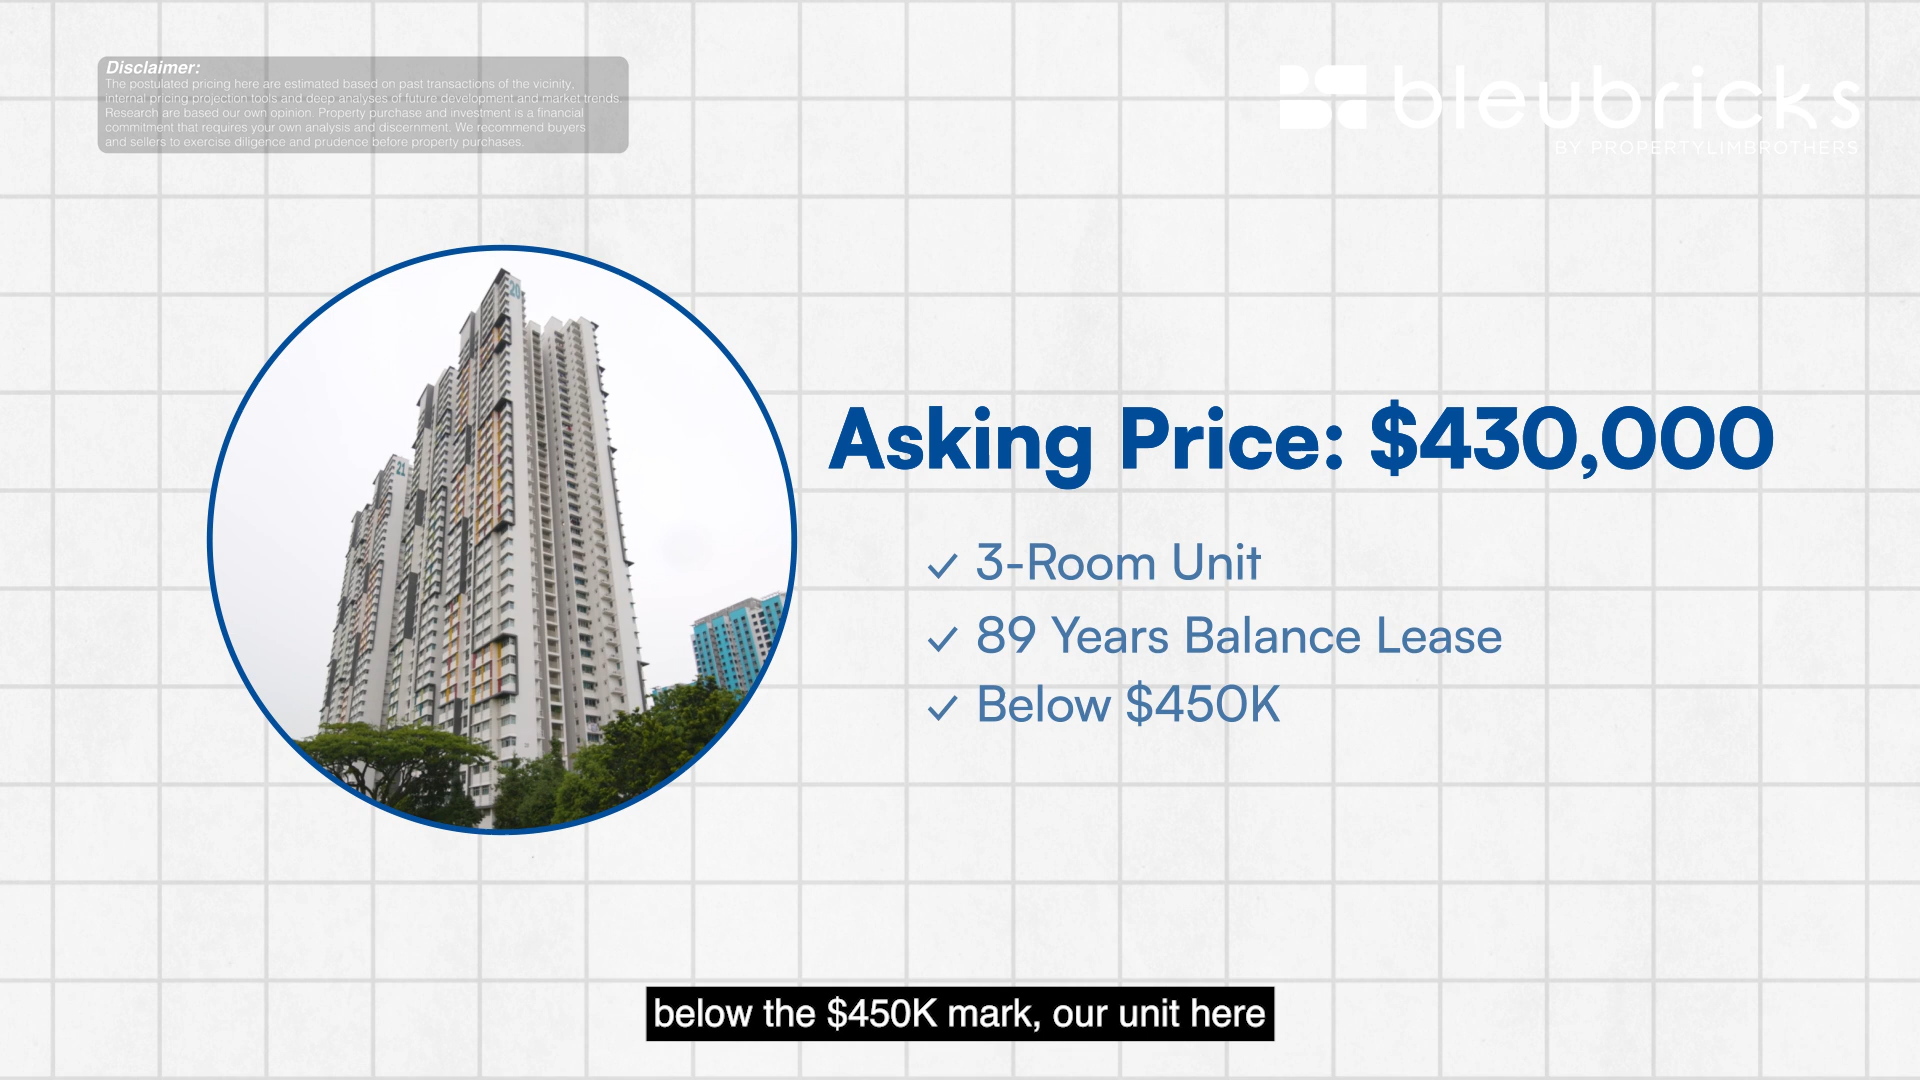 Disclaimer:
The postulated pricing here are estimated based on past transactions of the vicinity,
internal pricing projection tools and deep analyses of future development and market trends.
Research are based our own opinion. Property purchase and investment is a financial
commitment that requires your own analysis and discernment. We recommend buyers
and sellers to exercise diligence and prudence before property purchases.
bleubricks
BY PROPERTYLIMBROTHERS
20
21
Asking Price: $430,000
✓ 3-Room Unit
✓ 89 Years Balance Lease
✓ Below $450K
below the $450K mark, our unit here